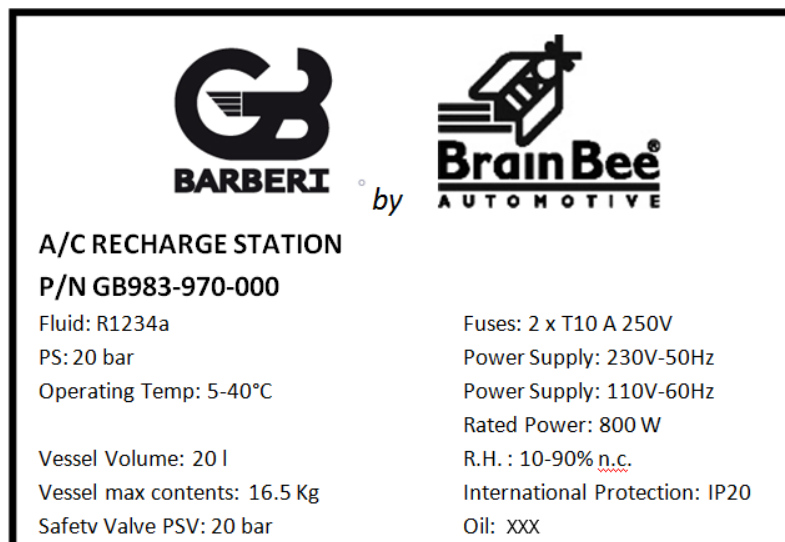 GB
BARBERI
by
BrainBee®
AUTOMOTIVE
A/C RECHARGE STATION
P/N GB983-970-000
Fluid: R1234a
PS: 20 bar
Operating Temp: 5-40°C
Vessel Volume: 20 l
Vessel max contents: 16.5 Kg
Safety Valve PSV: 20 bar
Fuses: 2 x T10 A 250V
Power Supply: 230V-50Hz
Power Supply: 110V-60Hz
Rated Power: 800 W
R.H. : 10-90% n.c.
International Protection: IP20
Oil: XXX